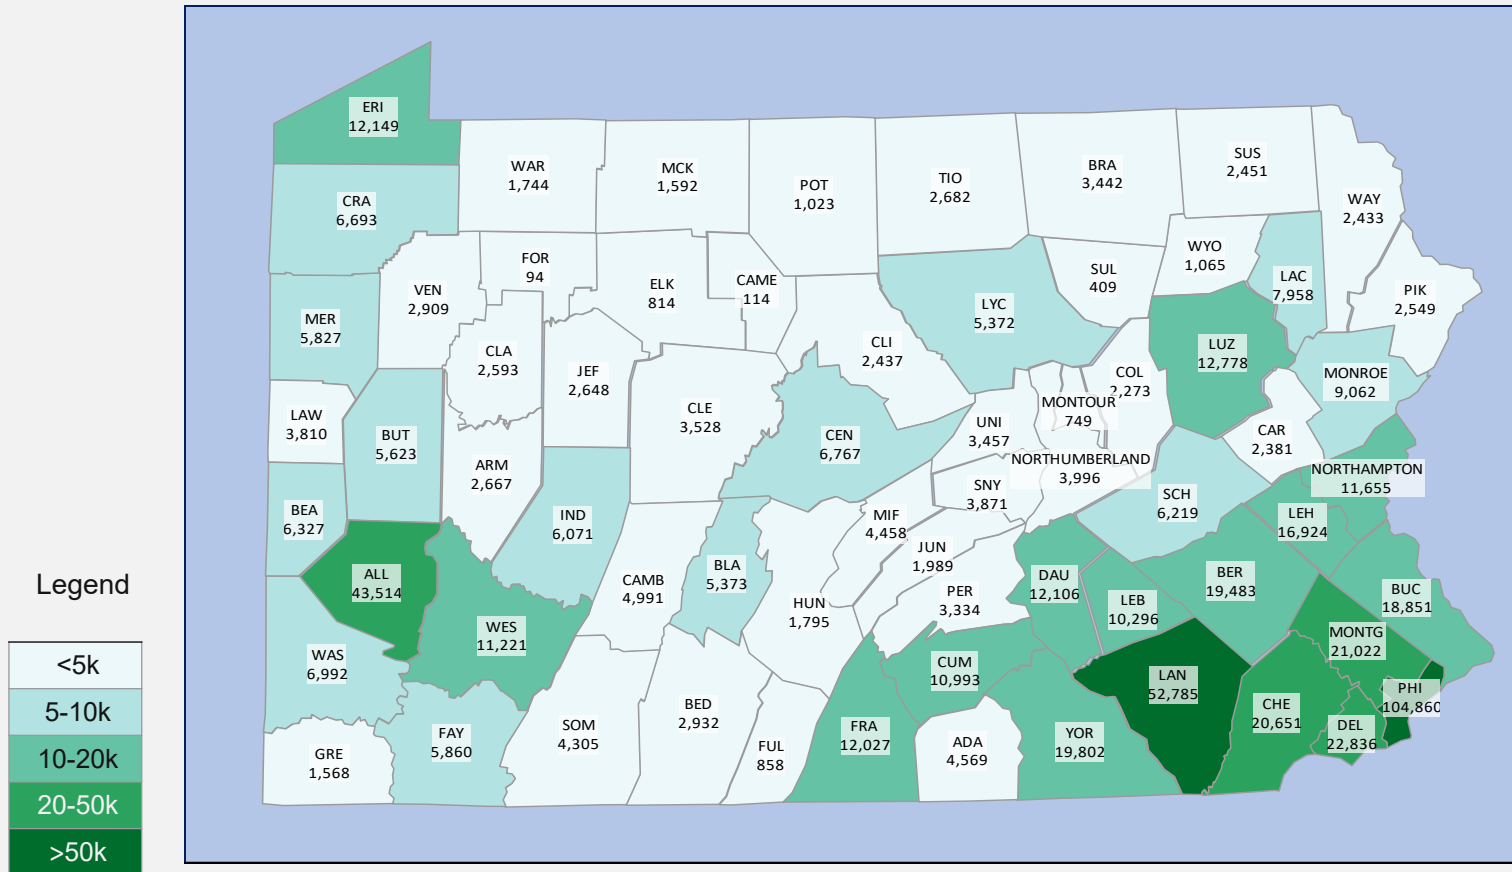 ERI
12,149
WAR
1,744
MCK
1,592
POT
1,023
TIO
2,682
BRA
3,442
SUS
2,451
WAY
2,433
CRA
6,693
FOR
94
ELK
814
CAME
114
VEN
2,909
SUL
409
WYO
1,065
LAC
7,958
PIK
2,549
MER
5,827
CLA
2,593
JEF
2,648
CLI
2,437
LYC
5,372
LUZ
12,778
COL
2,273
MONROE
9,062
LAW
3,810
BUT
5,623
CLE
3,528
CEN
6,767
UNI
3,457
MONTOUR
749
CAR
2,381
ARM
2,667
NORTHUMBERLAND
3,996
NORTHAMPTON
11,655
BEA
6,327
IND
6,071
SNY
3,871
SCH
6,219
LEH
16,924
MIF
4,458
JUN
1,989
ALL
43,514
CAMB
4,991
BLA
5,373
HUN
1,795
PER
3,334
DAU
12,106
LEB
10,296
BER
19,483
BUC
18,851
WES
11,221
WAS
6,992
CUM
10,993
LAN
52,785
MONTG
21,022
PHI
104,860
CHE
20,651
DEL
22,836
GRE
1,568
FAY
5,860
SOM
4,305
BED
2,932
FUL
858
FRA
12,027
ADA
4,569
YOR
19,802
Legend
<5k
5-10k
10-20k
20-50k
>50k